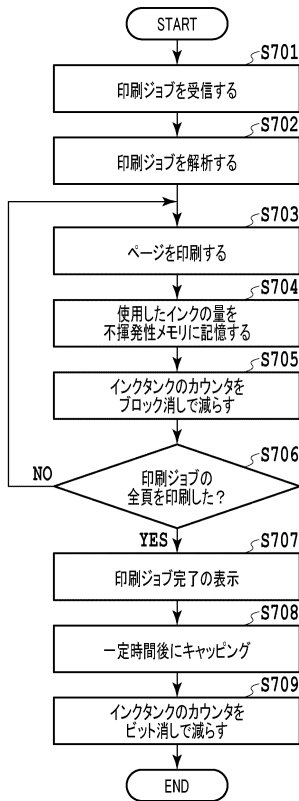 START
S701
印刷ジョブを受信する
S702
印刷ジョブを解析する
S703
ページを印刷する
S704
使用したインクの量を
不揮発性メモリに記憶する
S705
インクタンクのカウンタを
ブロック消しで減らす
S706
印刷ジョブの
全頁を印刷した？
NO
YES
S707
印刷ジョブ完了の表示
S708
一定時間後にキャッピング
S709
インクタンクのカウンタを
ビット消しで減らす
END